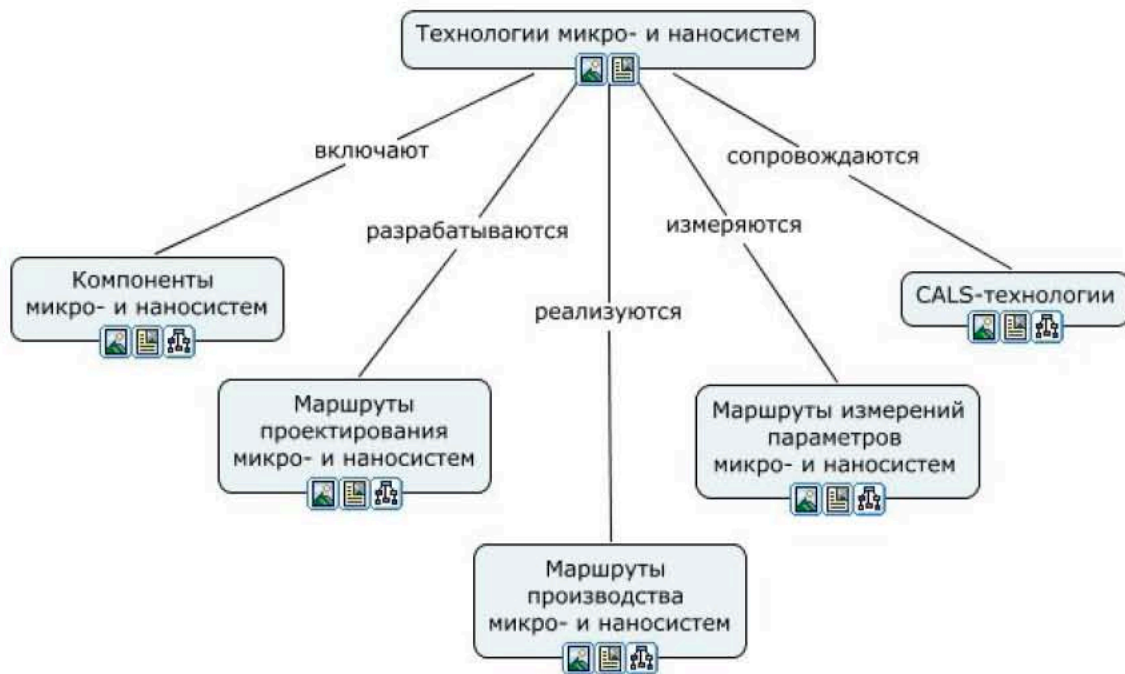 Технологии микро- и наносистем
включают
сопровождаются
разрабатываются
измеряются
реализуются
Компоненты
микро- и наносистем
CALS-технологии
Маршруты
проектирования
микро- и наносистем
Маршруты измерений
параметров
микро- и наносистем
Маршруты
производства
микро- и наносистем